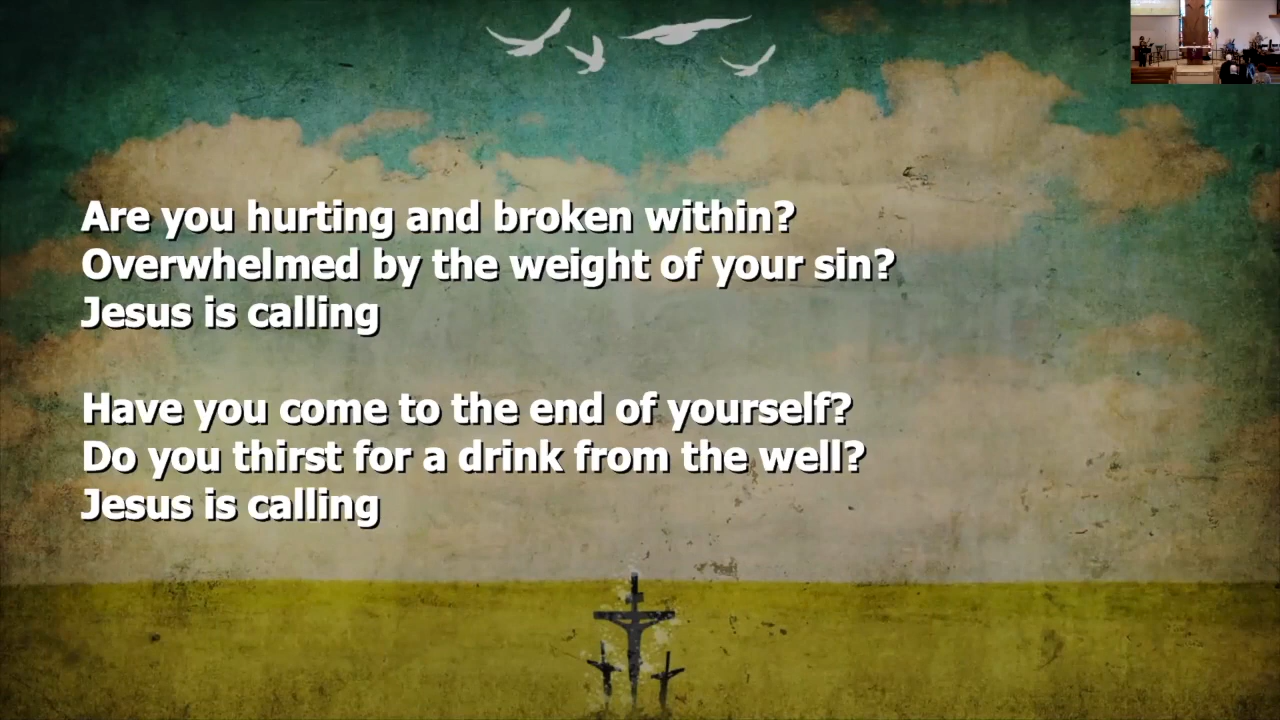 Are you hurting and broken within?
Overwhelmed by the weight of your sin?
Jesus is calling
Have you come to the end of yourself?
Do you thirst for a drink from the well?
Jesus is calling